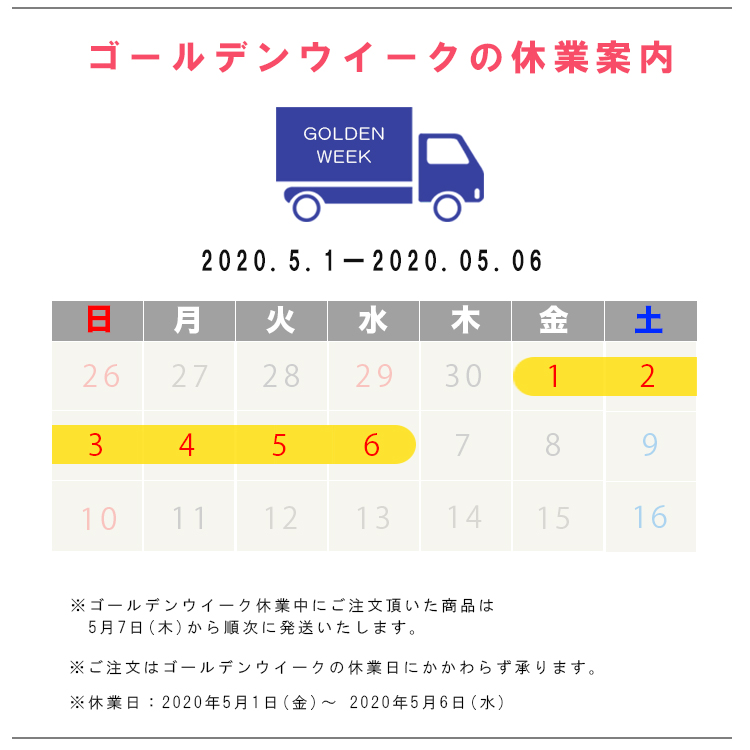 ゴールデンウイークの休業案内
GOLDEN
WEEK
2020.5.1ー2020.05.06
日 月 火 水 木 金 土
26 27 28 29 30 1 2
3 4 5 6 7 8 9
10 11 12 13 14 15 16
※ゴールデンウイーク休業中にご注文頂いた商品は
5月7日(木)から順次に発送いたします。
※ご注文はゴールデンウイークの休業日にかかわらず承ります。
※休業日：2020年5月1日(金)～ 2020年5月6日(水)